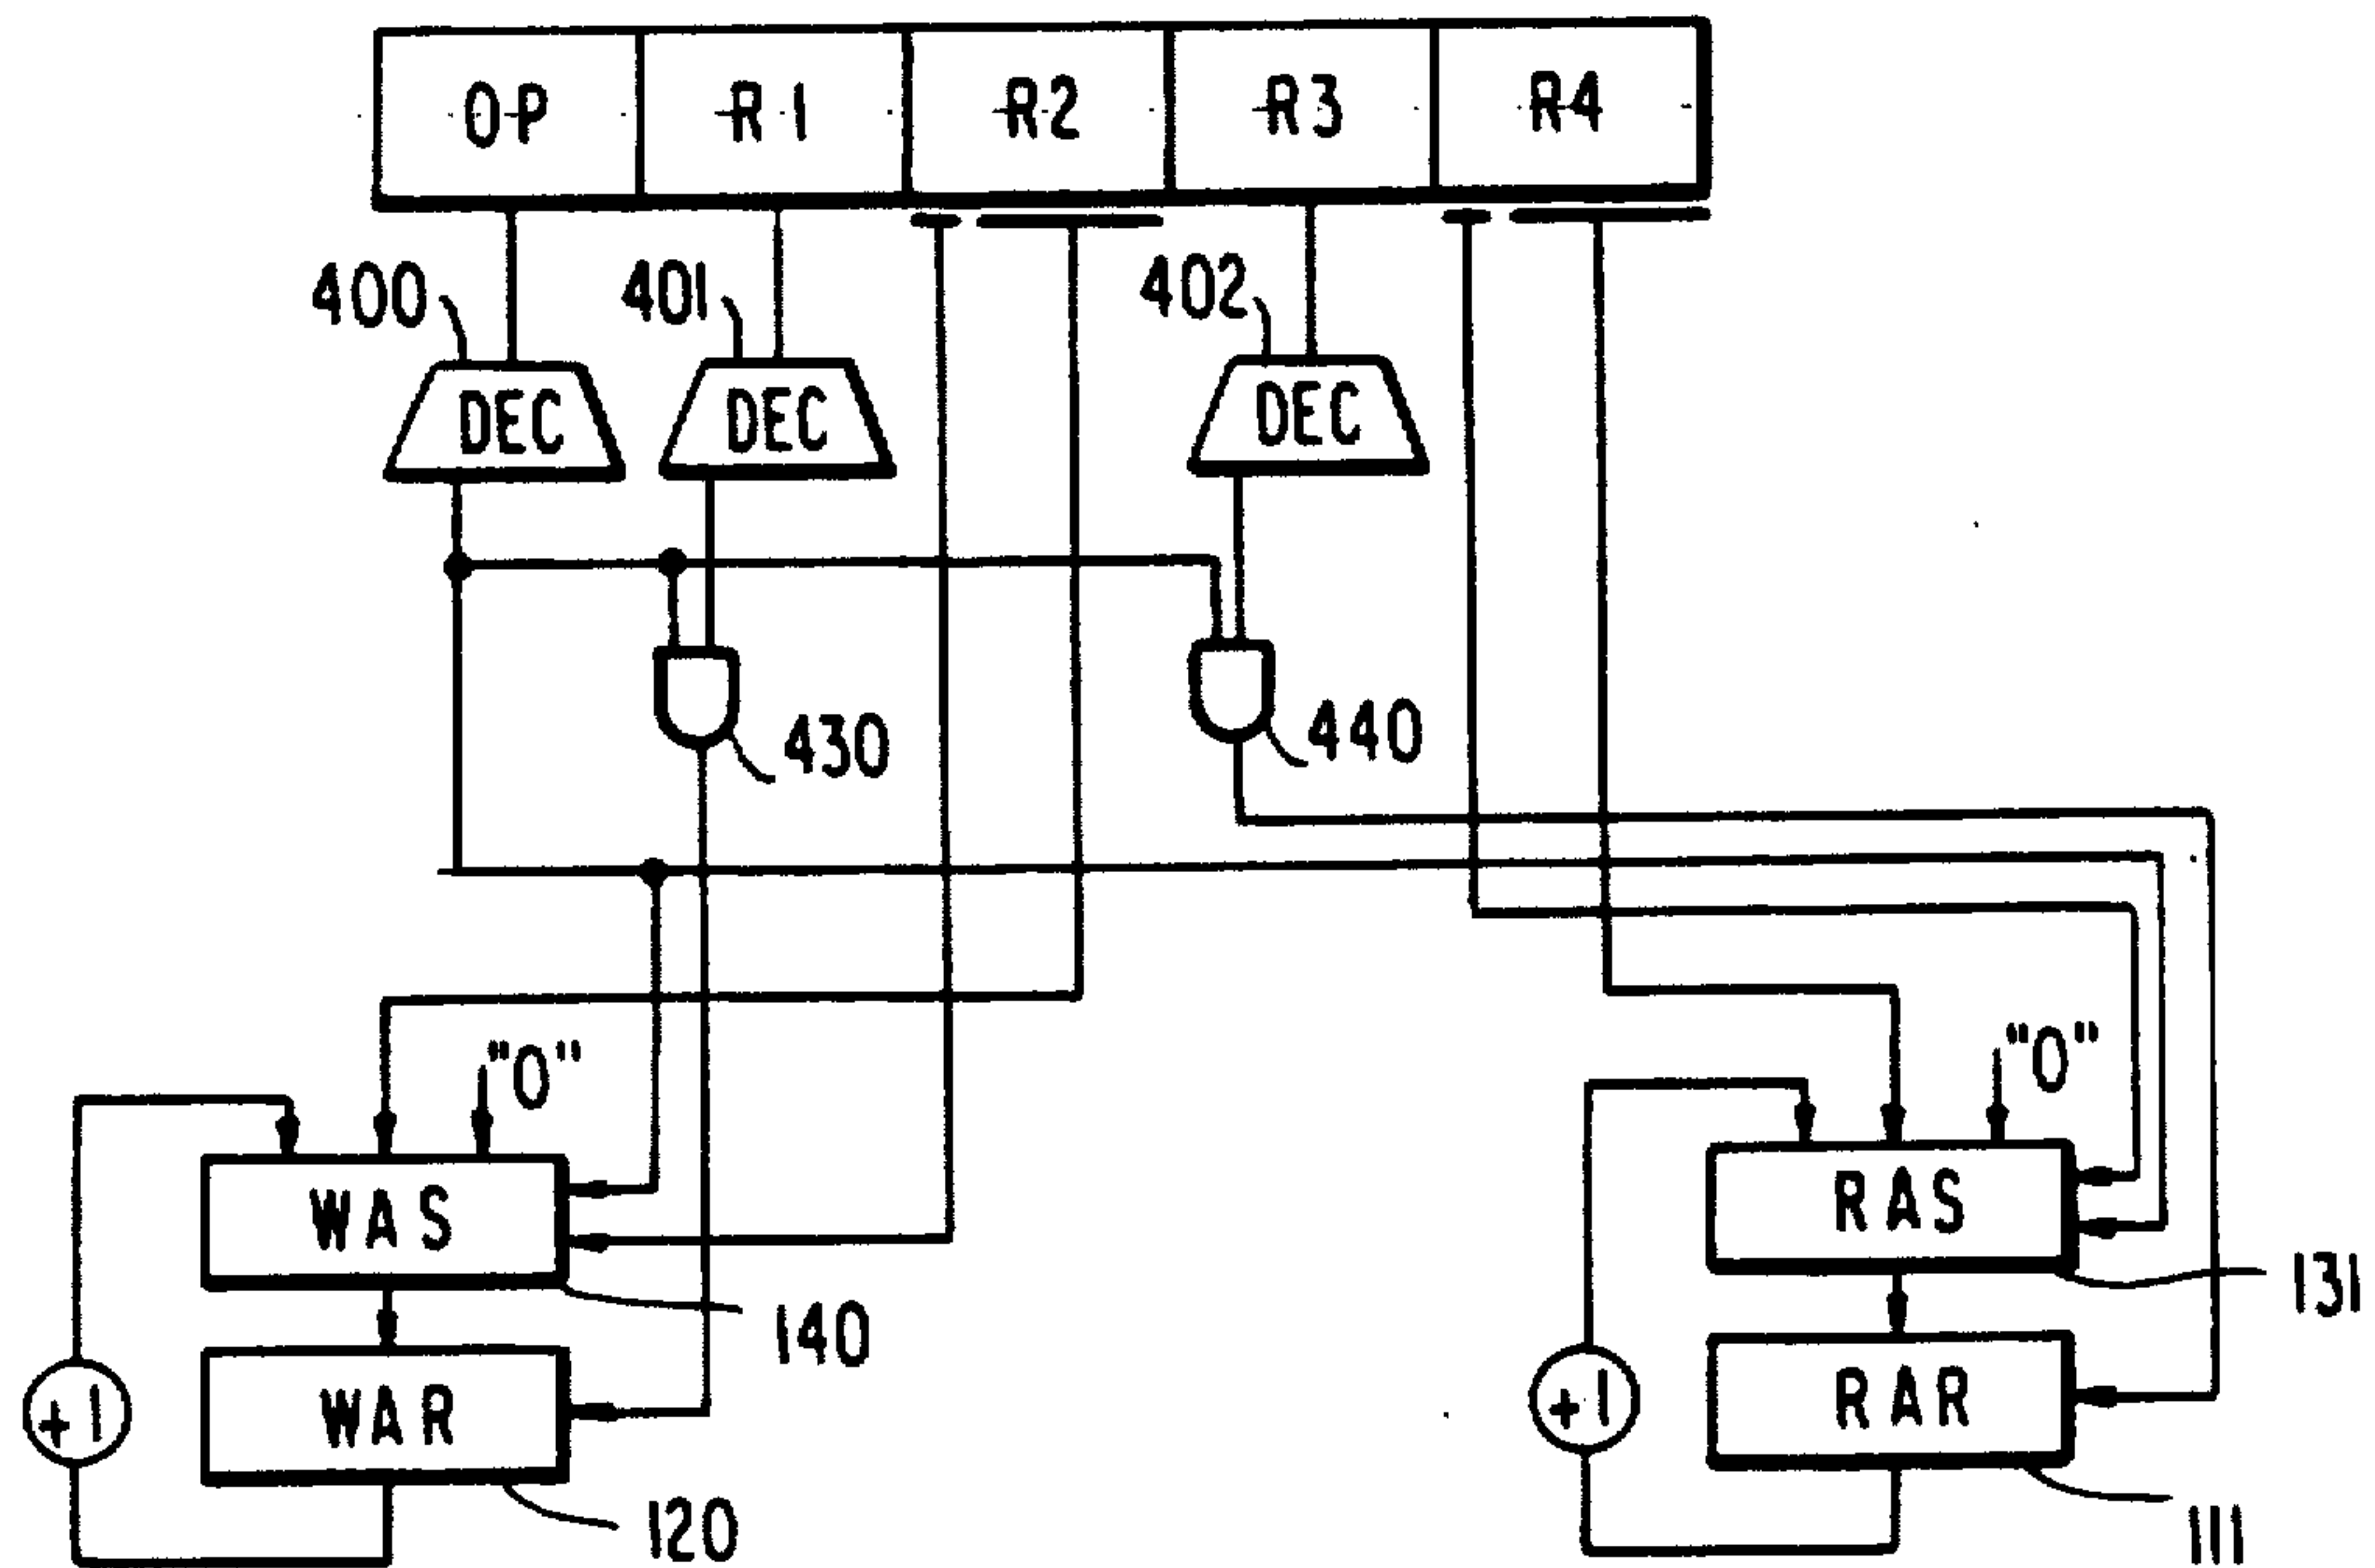 OP R1 R2 R3 R4
400 401 402
DEC DEC DEC
430 440
"0" "0"
WAS RAS
140 131
+1 WAR +1 RAR
120 111